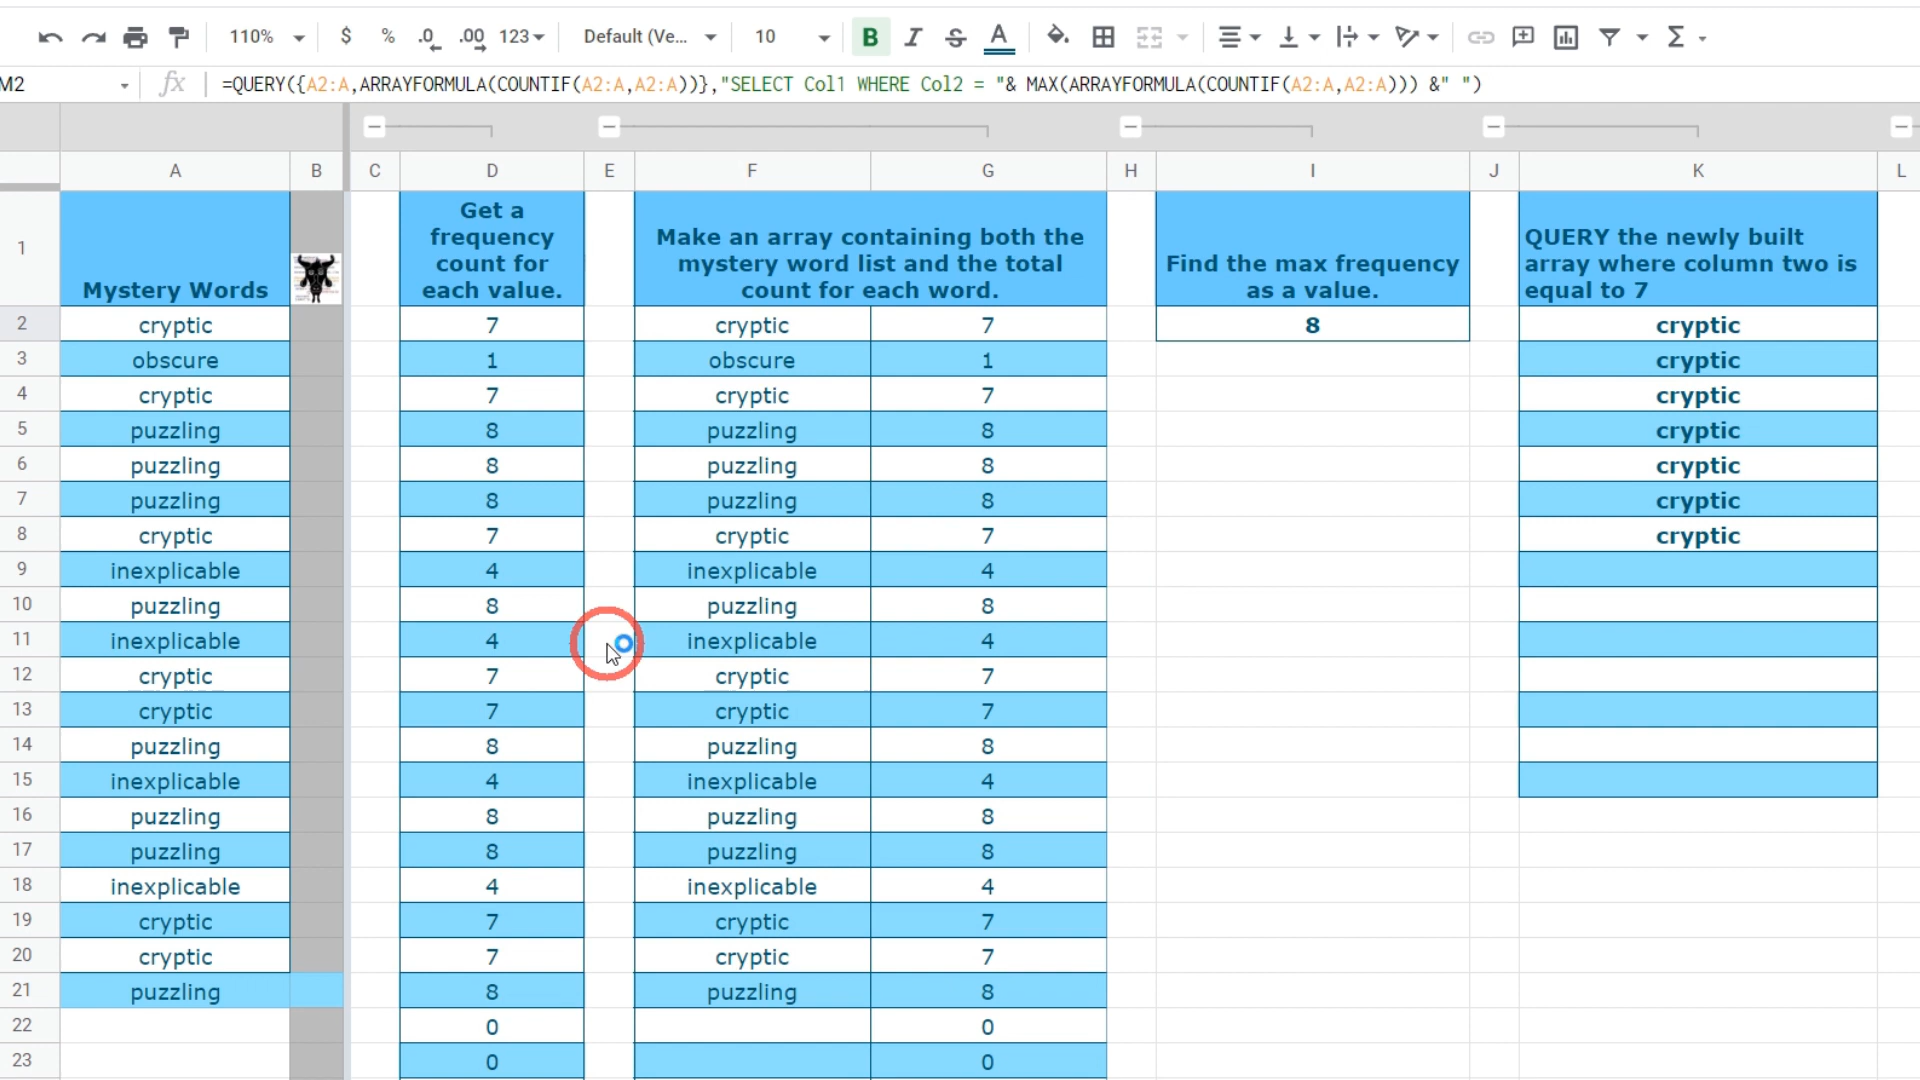 110%
$
%
.0
.00
123
Default (Ve...
10
B
I
S
A
Σ
M2
fx
=QUERY({A2:A,ARRAYFORMULA(COUNTIF(A2:A,A2:A))},"SELECT Col1 WHERE Col2 = "& MAX(ARRAYFORMULA(COUNTIF(A2:A,A2:A))) &" ")
A B C D E F G H I J K L
1
Mystery Words
Get a
frequency
count for
each value.
Make an array containing both the
mystery word list and the total
count for each word.
Find the max frequency
as a value.
QUERY the newly built
array where column two is
equal to 7
2 cryptic 7 cryptic 7 8 cryptic
3 obscure 1 obscure 1 cryptic
4 cryptic 7 cryptic 7 cryptic
5 puzzling 8 puzzling 8 cryptic
6 puzzling 8 puzzling 8 cryptic
7 puzzling 8 puzzling 8 cryptic
8 cryptic 7 cryptic 7 cryptic
9 inexplicable 4 inexplicable 4
10 puzzling 8 puzzling 8
11 inexplicable 4 inexplicable 4
12 cryptic 7 cryptic 7
13 cryptic 7 cryptic 7
14 puzzling 8 puzzling 8
15 inexplicable 4 inexplicable 4
16 puzzling 8 puzzling 8
17 puzzling 8 puzzling 8
18 inexplicable 4 inexplicable 4
19 cryptic 7 cryptic 7
20 cryptic 7 cryptic 7
21 puzzling 8 puzzling 8
22 0 0
23 0 0